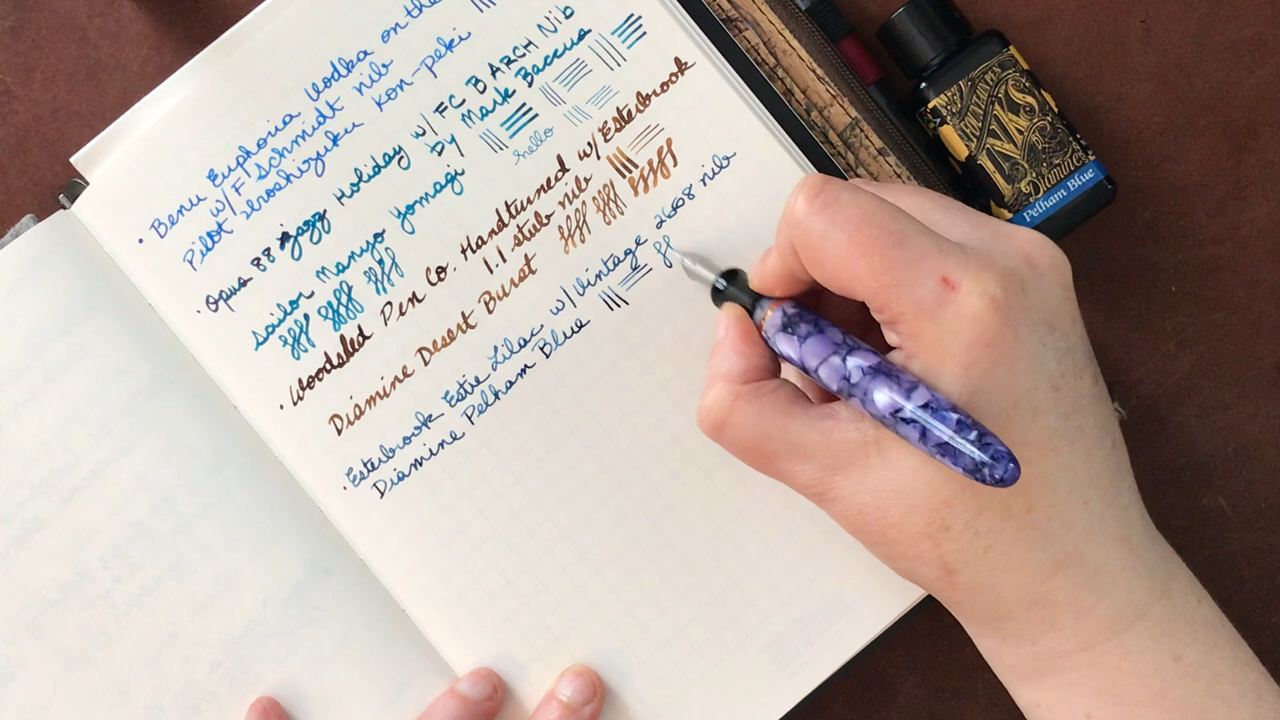 • Benu Euphoria Vodka on the
w/F Schmidt nib
Pilot Iroshizuku Kon-peki
• Opus 88 Jazz Holiday w/ FC B ARCH Nib
by Mark Bacas
Sailor Manyo Yomogi
hello
• Woodshed Pen Co. Handturned w/ Esterbrook
1.1 stub nib
Diamine Desert Burst
• Esterbrook Estie Lilac w/ Vintage 2668 nib
Diamine Pelham Blue
INKS
Diamine
Pelham Blue